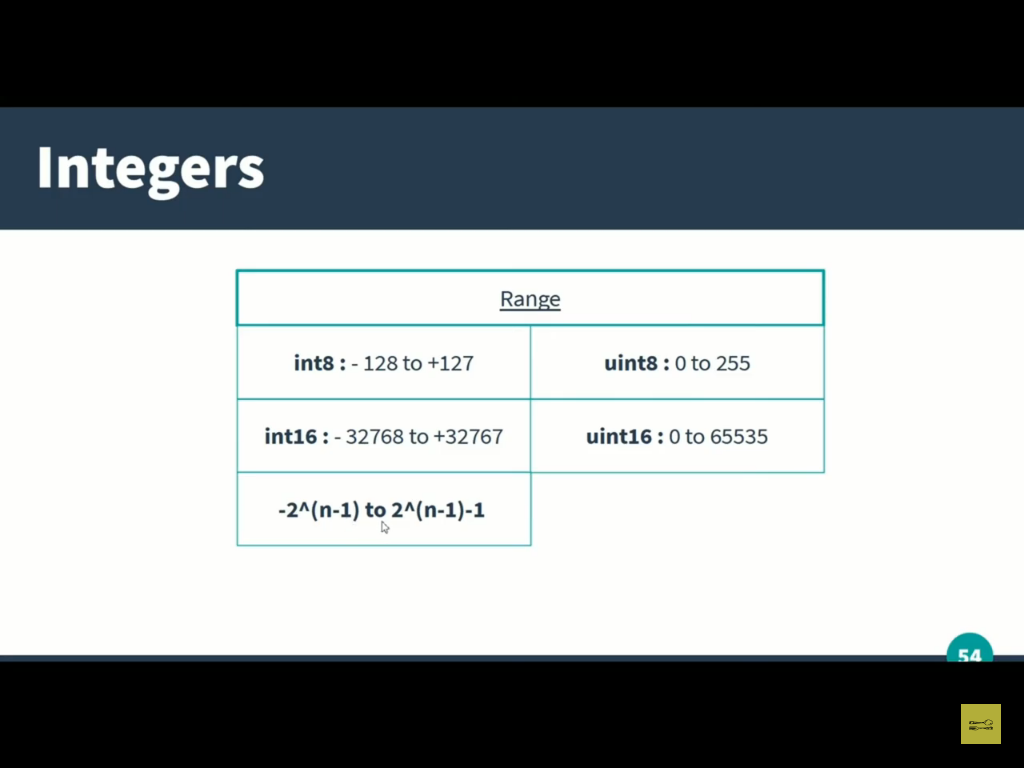 Integers
Range
int8 : - 128 to +127
uint8 : 0 to 255
int16 : - 32768 to +32767
uint16 : 0 to 65535
-2^(n-1) to 2^(n-1)-1
54